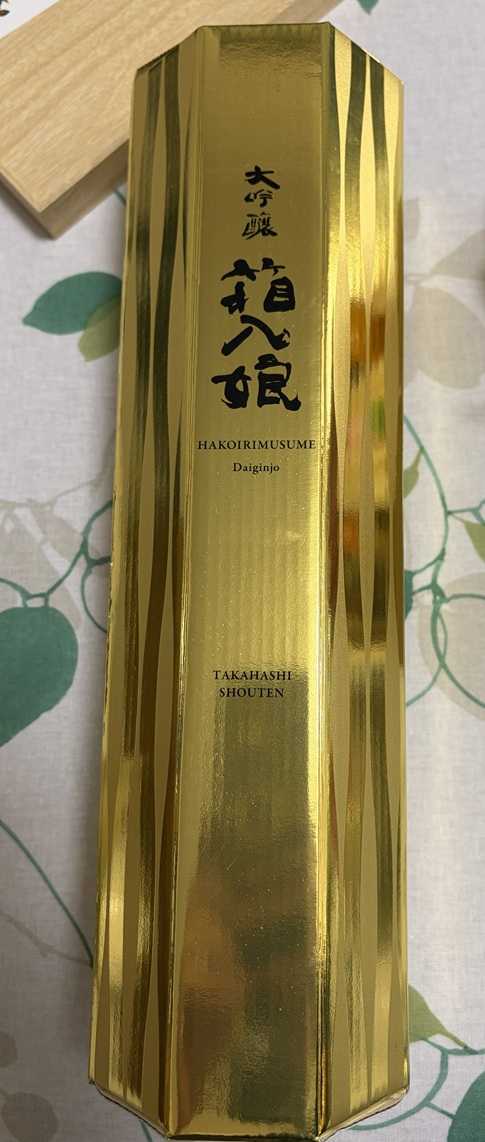 大吟醸
箱入娘
HAKOIRIMUSUME
Daiginjo
TAKAHASHI
SHOUTEN